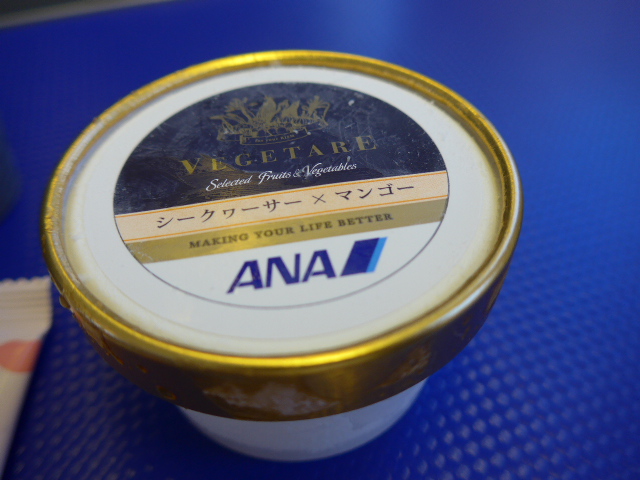 VEGETARE
Selected Fruits & Vegetables
シークヮーサー × マンゴー
MAKING YOUR LIFE BETTER
ANA